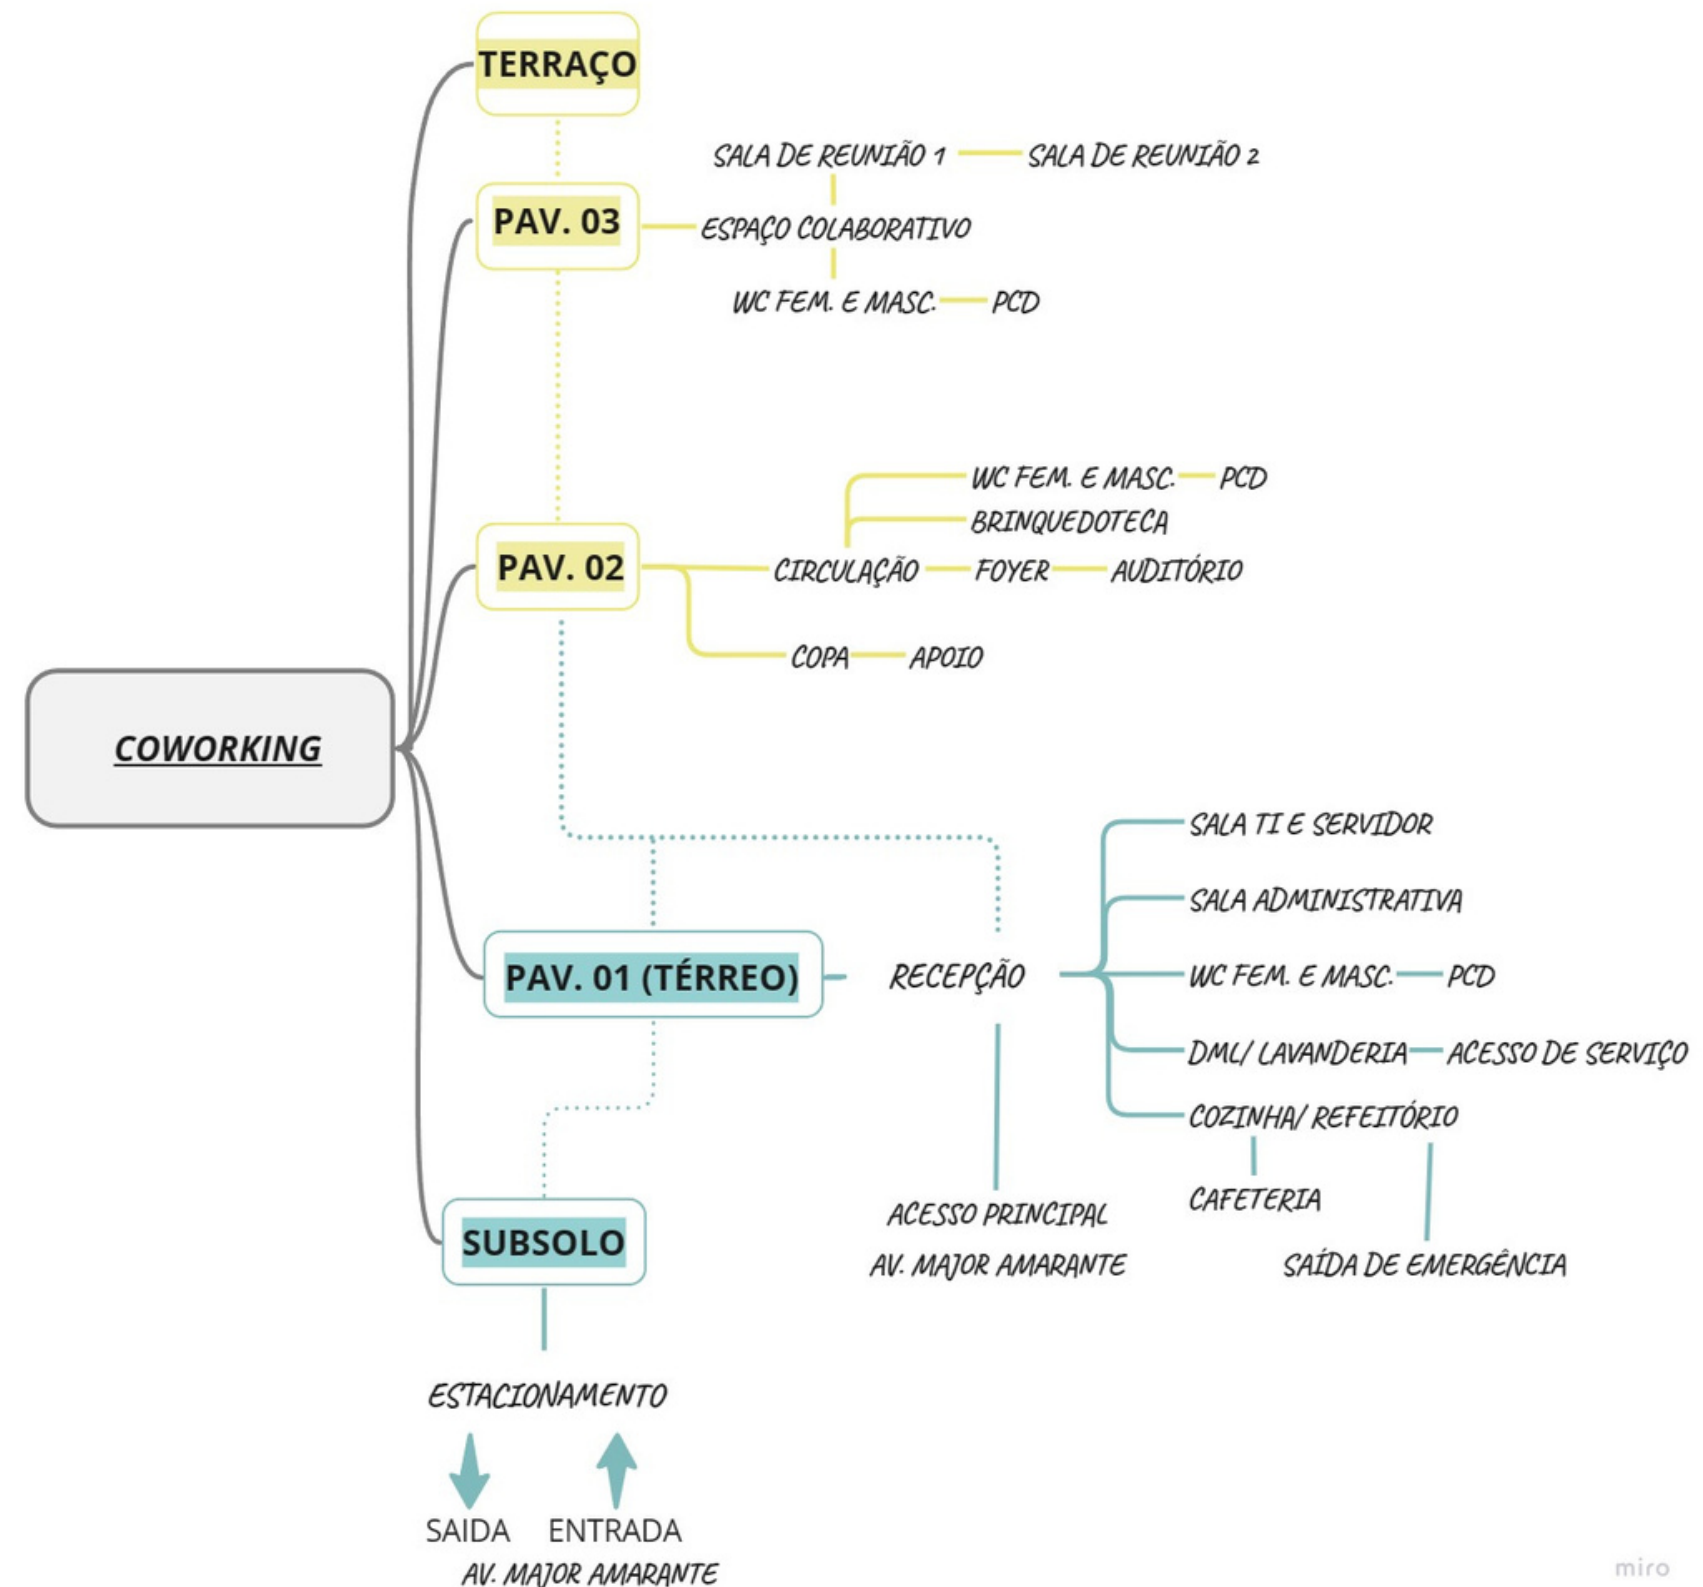 TERRAÇO
SALA DE REUNIÃO 1 SALA DE REUNIÃO 2
PAV. 03
ESPAÇO COLABORATIVO
WC FEM. E MASC. PCD
WC FEM. E MASC. PCD
BRINQUEDOTECA
PAV. 02
CIRCULAÇÃO FOYER AUDITÓRIO
COPA APOIO
COWORKING
SALA TI E SERVIDOR
SALA ADMINISTRATIVA
PAV. 01 (TÉRREO)
RECEPÇÃO
WC FEM. E MASC. PCD
DML/ LAVANDERIA ACESSO DE SERVIÇO
COZINHA/ REFEITÓRIO
CAFETERIA
SAÍDA DE EMERGÊNCIA
ACESSO PRINCIPAL
AV. MAJOR AMARANTE
SUBSOLO
ESTACIONAMENTO
SAIDA ENTRADA
AV. MAJOR AMARANTE
miro